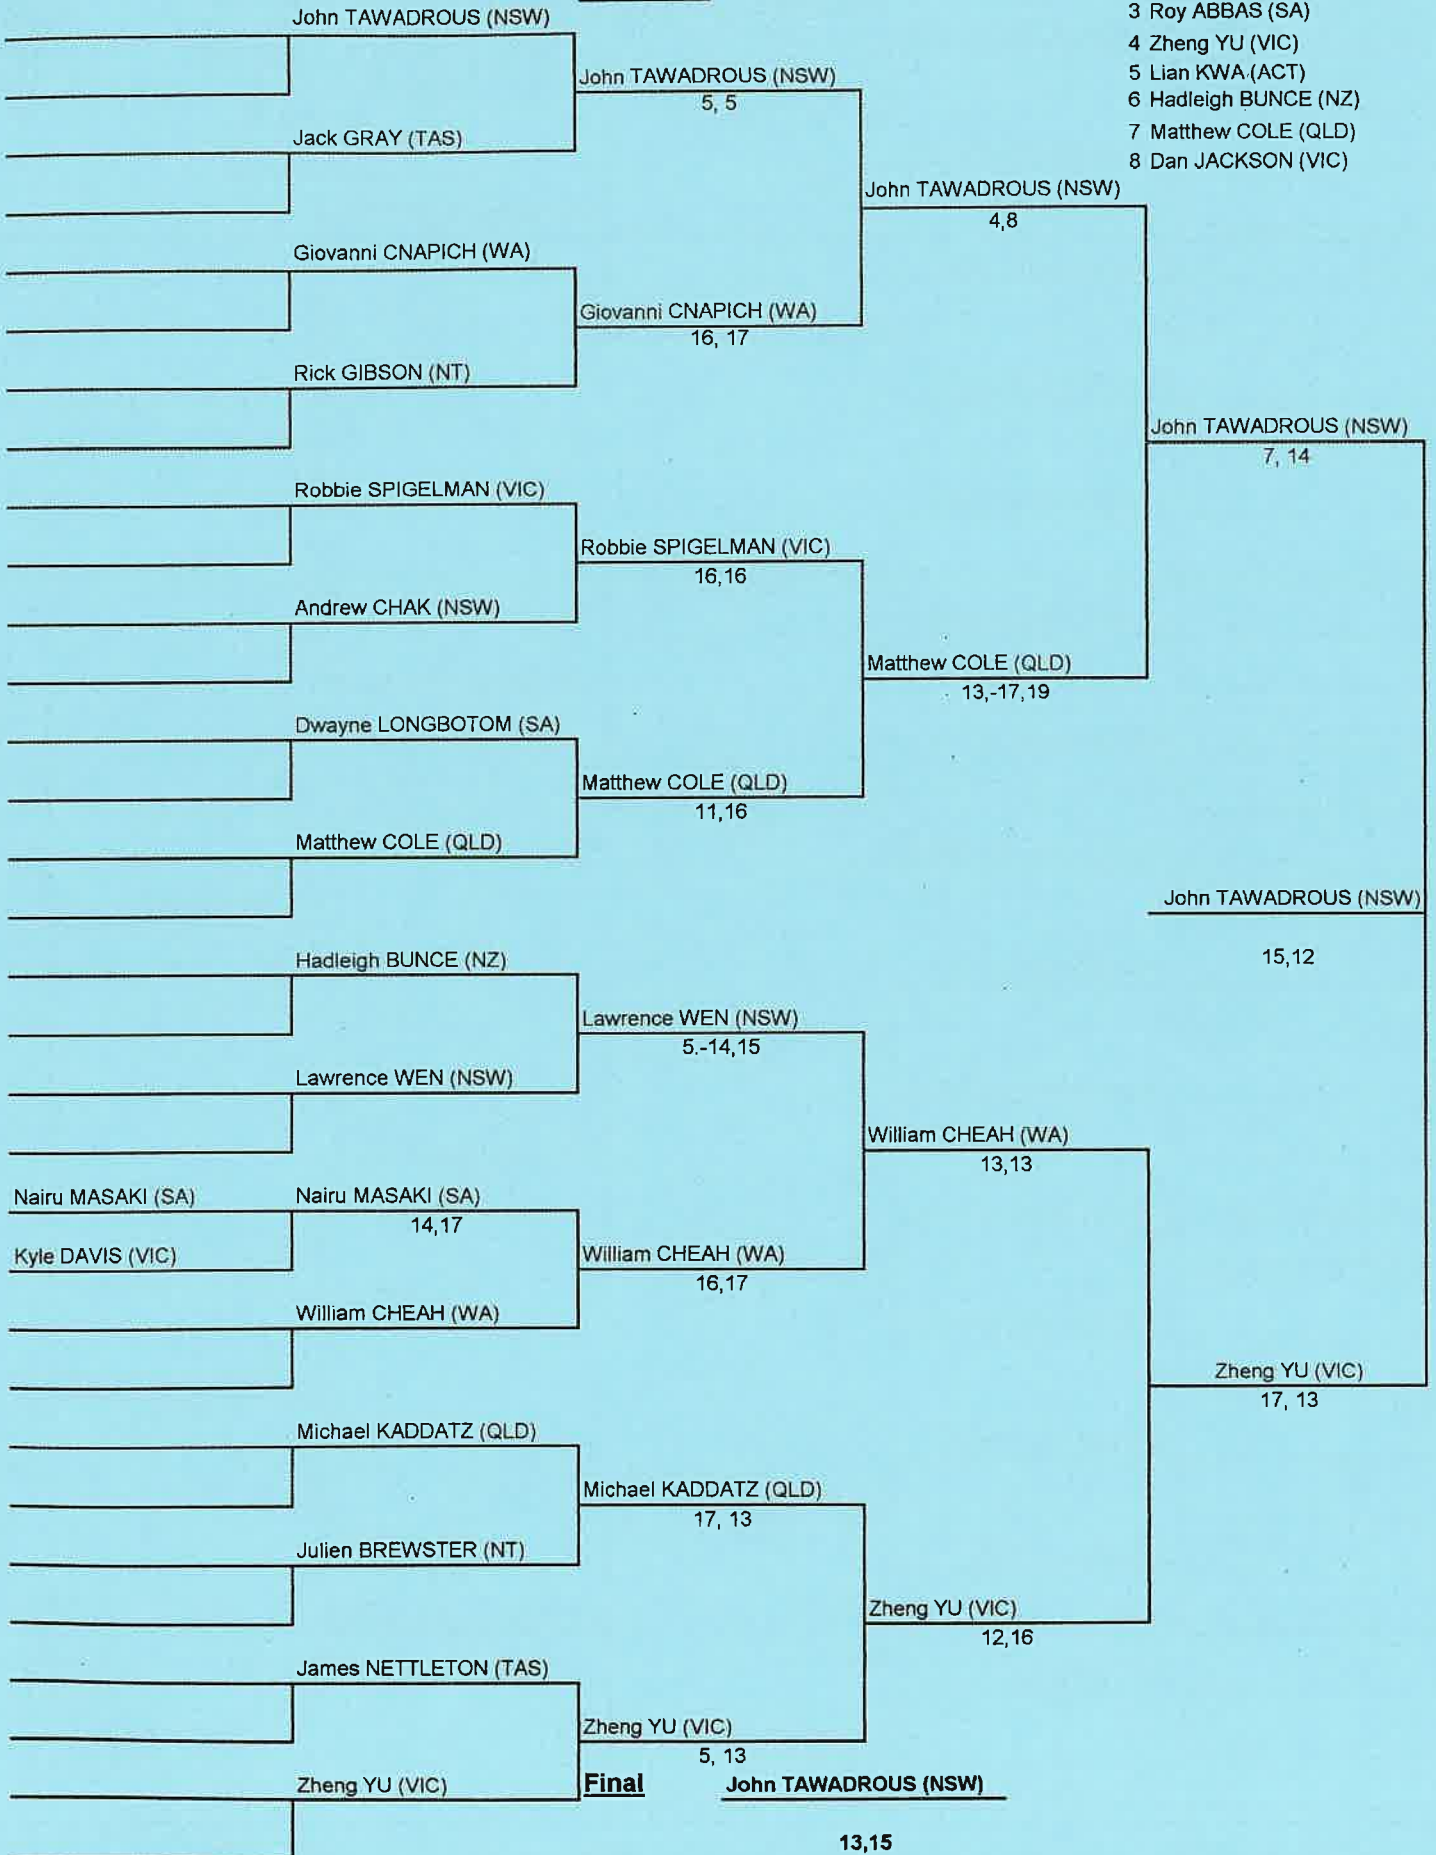 3 Roy ABBAS (SA)
John TAWADROUS (NSW)
4 Zheng YU (VIC)
John TAWADROUS (NSW)
5 Lian KWA (ACT)
5, 5
6 Hadleigh BUNCE (NZ)
Jack GRAY (TAS)
7 Matthew COLE (QLD)
8 Dan JACKSON (VIC)
John TAWADROUS (NSW)
4,8
Giovanni CNAPICH (WA)
Giovanni CNAPICH (WA)
16, 17
Rick GIBSON (NT)
John TAWADROUS (NSW)
7, 14
Robbie SPIGELMAN (VIC)
Robbie SPIGELMAN (VIC)
16,16
Andrew CHAK (NSW)
Matthew COLE (QLD)
13,-17,19
Dwayne LONGBOTOM (SA)
Matthew COLE (QLD)
11,16
Matthew COLE (QLD)
John TAWADROUS (NSW)
15,12
Hadleigh BUNCE (NZ)
Lawrence WEN (NSW)
5.-14,15
Lawrence WEN (NSW)
William CHEAH (WA)
13,13
Nairu MASAKI (SA)
Nairu MASAKI (SA)
14,17
Kyle DAVIS (VIC)
William CHEAH (WA)
16,17
William CHEAH (WA)
Zheng YU (VIC)
17, 13
Michael KADDATZ (QLD)
Michael KADDATZ (QLD)
17, 13
Julien BREWSTER (NT)
Zheng YU (VIC)
12,16
James NETTLETON (TAS)
Zheng YU (VIC)
5, 13
Zheng YU (VIC)
Final
John TAWADROUS (NSW)
13,15